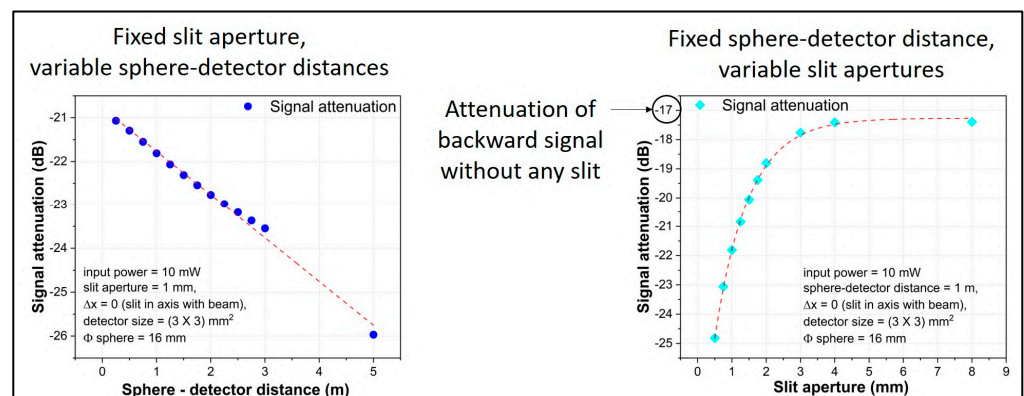 Fixed slit aperture,
variable sphere-detector distances
Signal attenuation
-21
-22
-23
-24
-25
-26
Signal attenuation (dB)
input power = 10 mW
slit aperture = 1 mm,
Δx = 0 (slit in axis with beam),
detector size = (3 X 3) mm²
Φ sphere = 16 mm
0 1 2 3 4 5
Sphere - detector distance (m)
Attenuation of
backward signal
without any slit
Fixed sphere-detector distance,
variable slit apertures
Signal attenuation
-17
-18
-19
-20
-21
-22
-23
-24
-25
Signal attenuation (dB)
input power = 10 mW
sphere-detector distance = 1 m,
Δx = 0 (slit in axis with beam),
detector size = (3 X 3) mm²
Φ sphere = 16 mm
0 1 2 3 4 5 6 7 8 9
Slit aperture (mm)